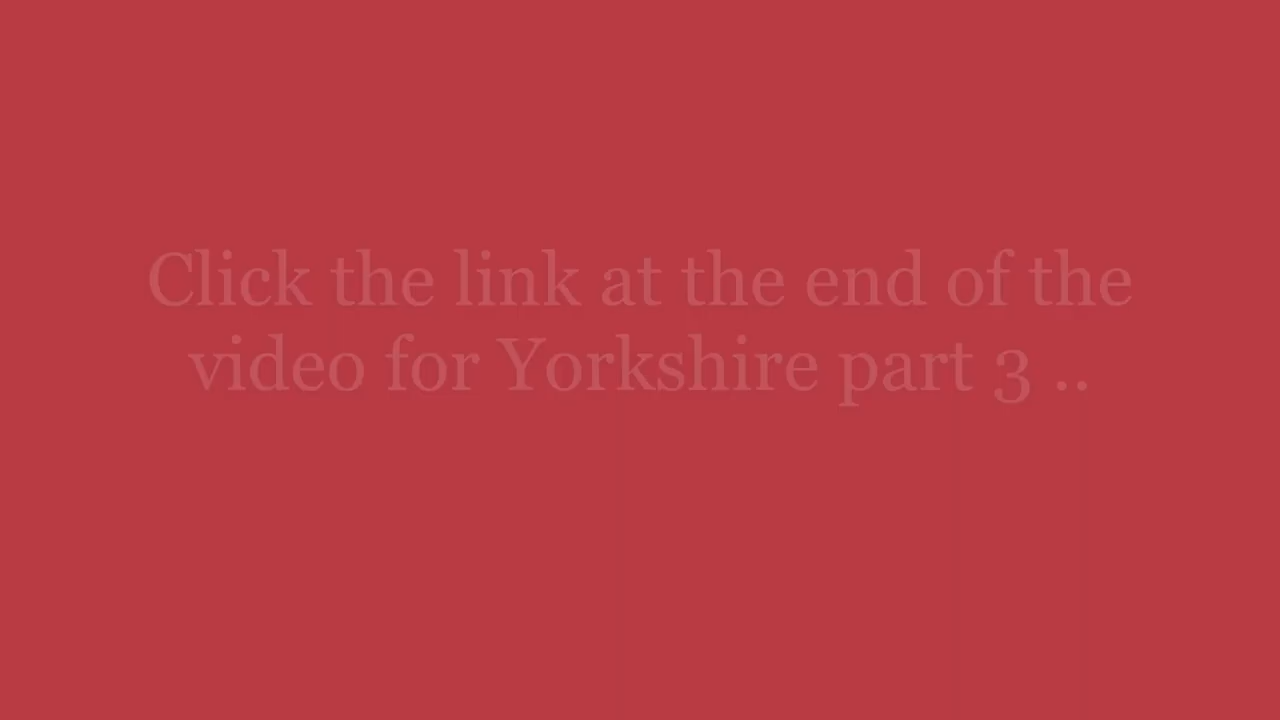 Click the link at the end of the
video for Yorkshire part 3 ..